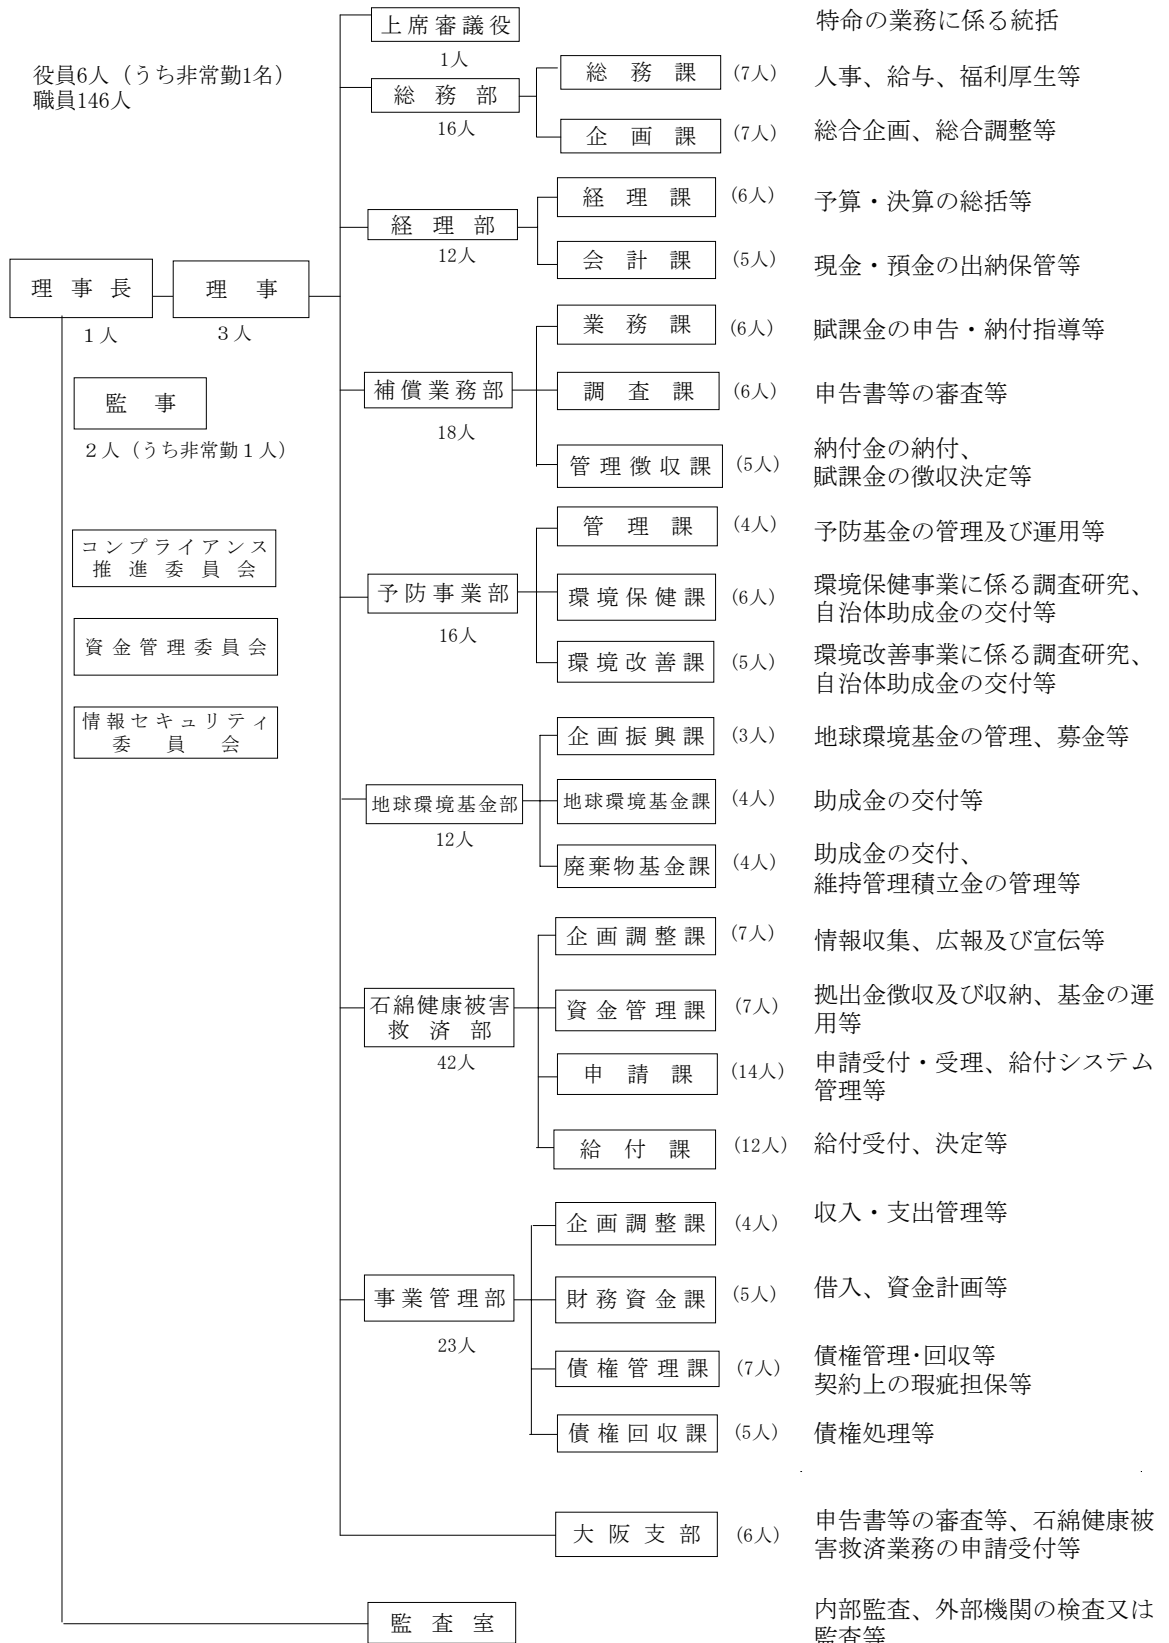 役員6人（うち非常勤1名）
職員146人
理事長
1人
理事
3人
監事
2人（うち非常勤1人）
コンプライアンス
推進委員会
資金管理委員会
情報セキュリティ
委員会
上席審議役
1人
特命の業務に係る統括
総務部
16人
総務課
(7人)
人事、給与、福利厚生等
企画課
(7人)
総合企画、総合調整等
経理部
12人
経理課
(6人)
予算・決算の総括等
会計課
(5人)
現金・預金の出納保管等
補償業務部
18人
業務課
(6人)
賦課金の申告・納付指導等
調査課
(6人)
申告書等の審査等
管理徴収課
(5人)
納付金の納付、
賦課金の徴収決定等
予防事業部
16人
管理課
(4人)
予防基金の管理及び運用等
環境保健課
(6人)
環境保健事業に係る調査研究、
自治体助成金の交付等
環境改善課
(5人)
環境改善事業に係る調査研究、
自治体助成金の交付等
地球環境基金部
12人
企画振興課
(3人)
地球環境基金の管理、募金等
地球環境基金課
(4人)
助成金の交付等
廃棄物基金課
(4人)
助成金の交付、
維持管理積立金の管理等
石綿健康被害
救済部
42人
企画調整課
(7人)
情報収集、広報及び宣伝等
資金管理課
(7人)
拠出金徴収及び収納、基金の運
用等
申請課
(14人)
申請受付・受理、給付システム
管理等
給付課
(12人)
給付受付、決定等
事業管理部
23人
企画調整課
(4人)
収入・支出管理等
財務資金課
(5人)
借入、資金計画等
債権管理課
(7人)
債権管理･回収等
契約上の瑕疵担保等
債権回収課
(5人)
債権処理等
大阪支部
(6人)
申告書等の審査等、石綿健康被
害救済業務の申請受付等
監査室
内部監査、外部機関の検査又は
監査等